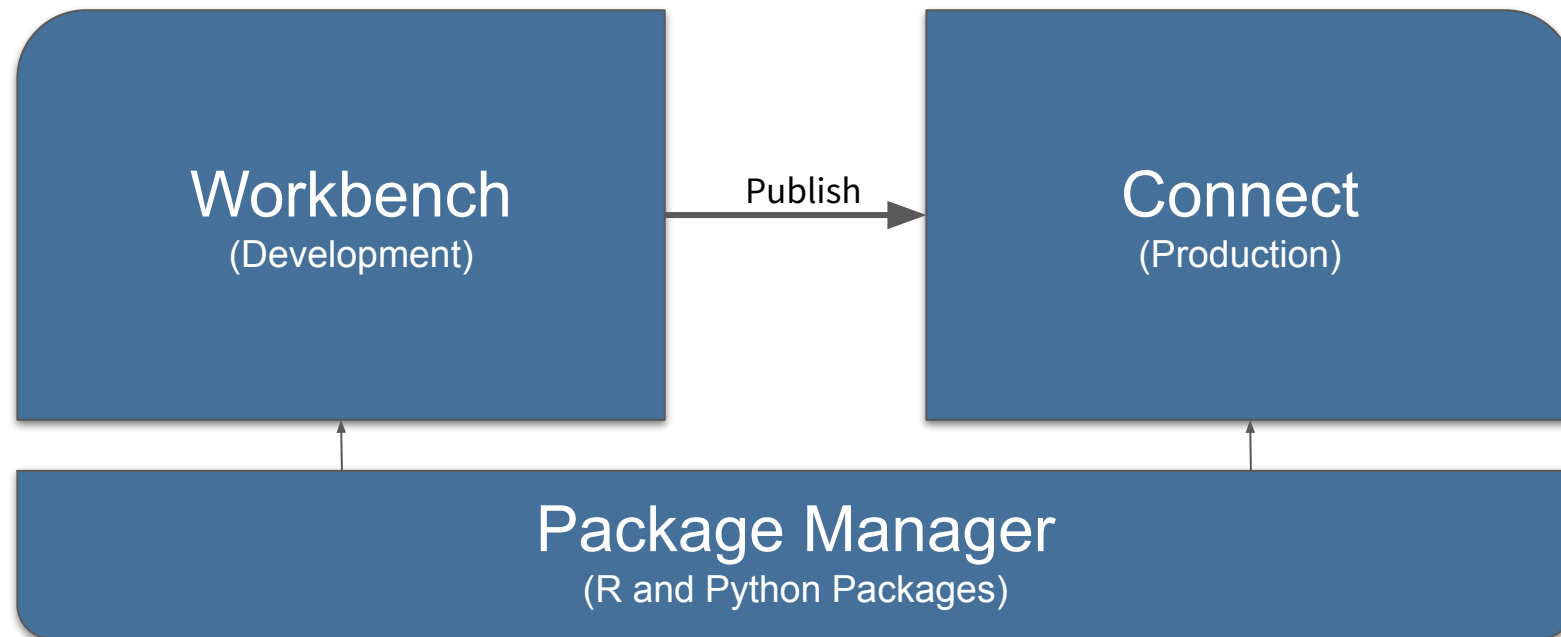 Workbench
(Development)
Publish
Connect
(Production)
Package Manager
(R and Python Packages)